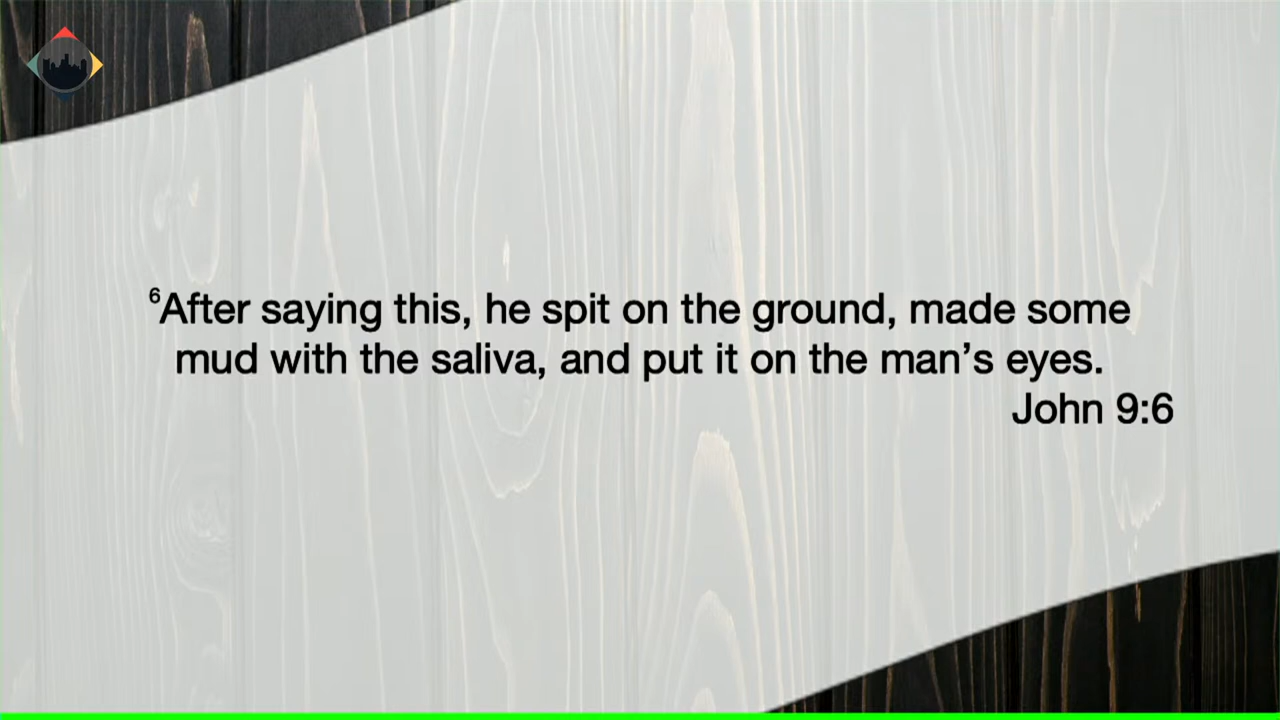 ⁶After saying this, he spit on the ground, made some
mud with the saliva, and put it on the man’s eyes.
John 9:6